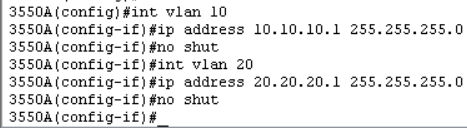 3550A(config)#int vlan 10
3550A(config-if)#ip address 10.10.10.1 255.255.255.0
3550A(config-if)#no shut
3550A(config-if)#int vlan 20
3550A(config-if)#ip address 20.20.20.1 255.255.255.0
3550A(config-if)#no shut
3550A(config-if)#_